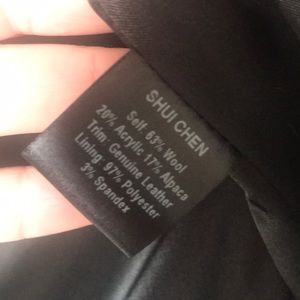 SHUI CHEN
Self: 63% Wool
20% Acrylic 17% Alpaca
Trim: Genuine Leather
Lining: 97% Polyester
3% Spandex